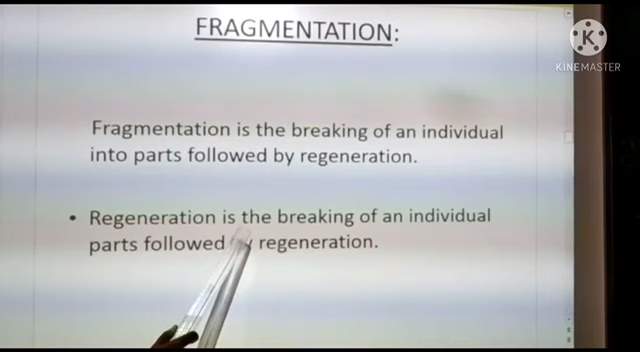 FRAGMENTATION:
K
KINEMASTER
Fragmentation is the breaking of an individual
into parts followed by regeneration.
• Regeneration is the breaking of an individual
parts followed regeneration.